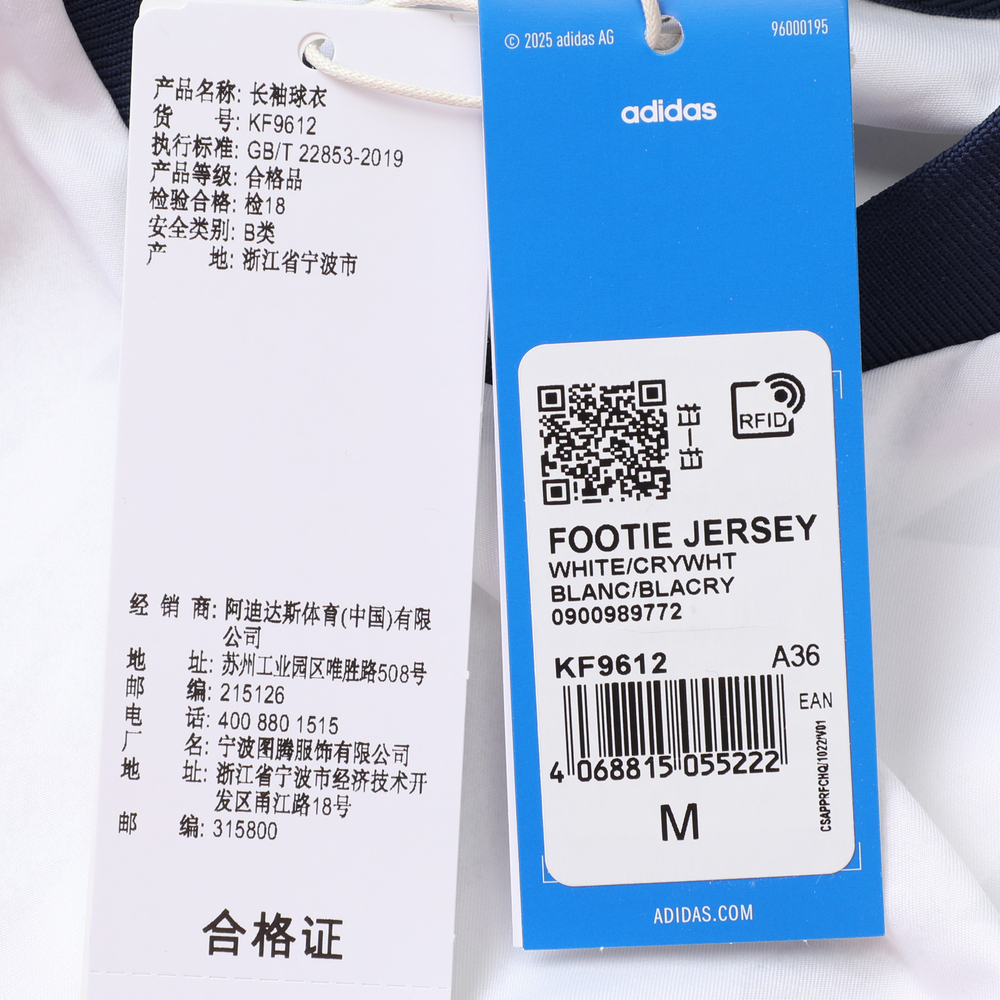 产品名称: 长袖球衣
货 号: KF9612
执行标准: GB/T 22853-2019
产品等级: 合格品
检验合格: 检18
安全类别: B类
产 地: 浙江省宁波市
经 销 商: 阿迪达斯体育(中国)有限
公司
地 址: 苏州工业园区唯胜路508号
邮 编: 215126
电 话: 400 880 1515
厂 名: 宁波图腾服饰有限公司
地 址: 浙江省宁波市经济技术开
发区甬江路18号
邮 编: 315800
合格证
© 2025 adidas AG
96000195
adidas
RFID
FOOTIE JERSEY
WHITE/CRYWHT
BLANC/BLACRY
0900989772
KF9612 A36
EAN
4 068815 055222
M
CSAPPRFCHQ/1022/V01
ADIDAS.COM